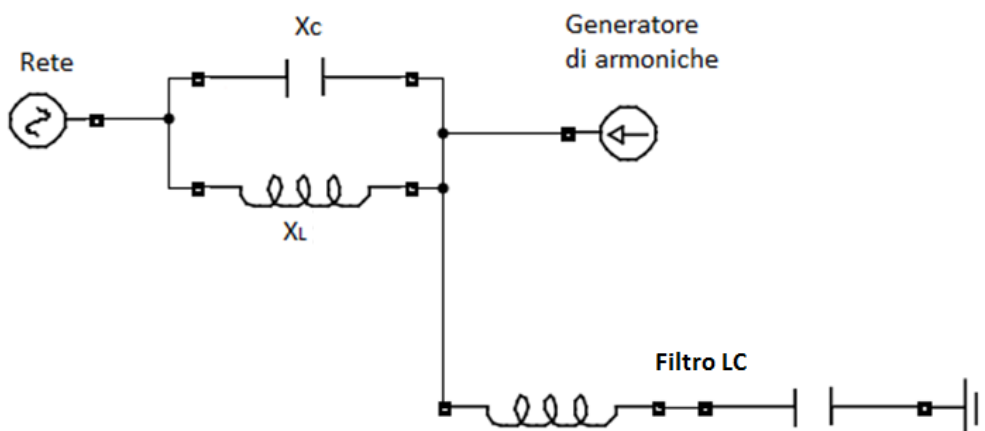 Rete
Xc
Generatore
di armoniche
XL
Filtro LC